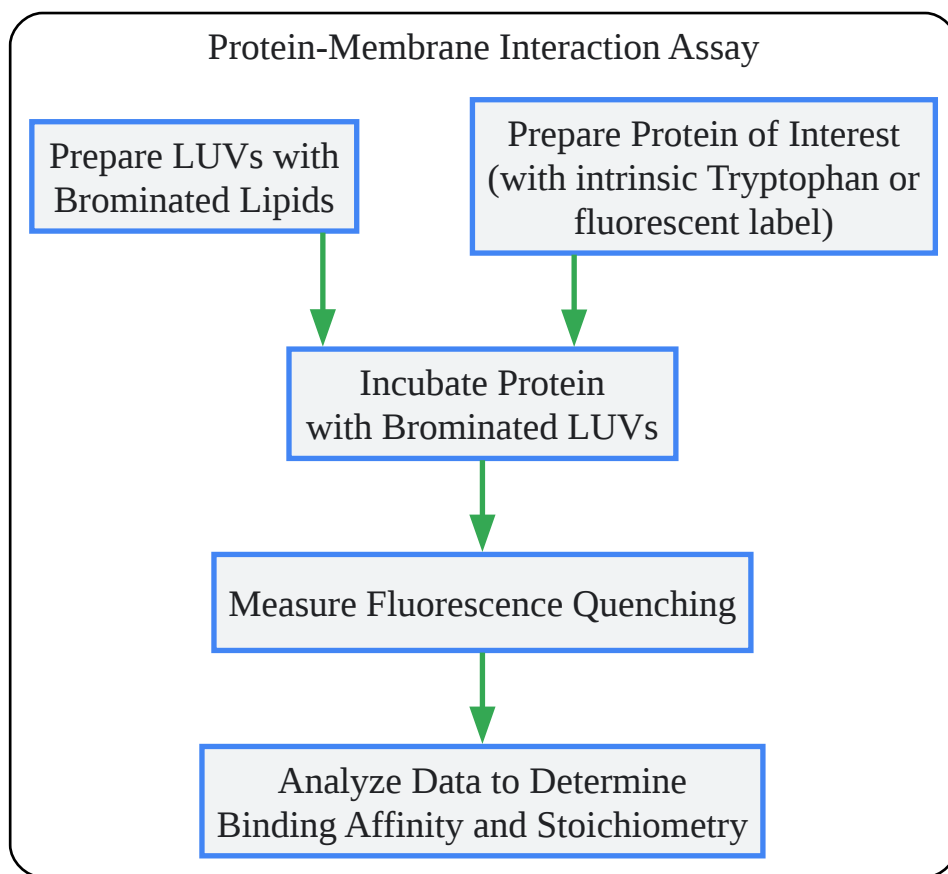 Protein-Membrane Interaction Assay
Prepare LUVs with
Brominated Lipids
Prepare Protein of Interest
(with intrinsic Tryptophan or
fluorescent label)
Incubate Protein
with Brominated LUVs
Measure Fluorescence Quenching
Analyze Data to Determine
Binding Affinity and Stoichiometry